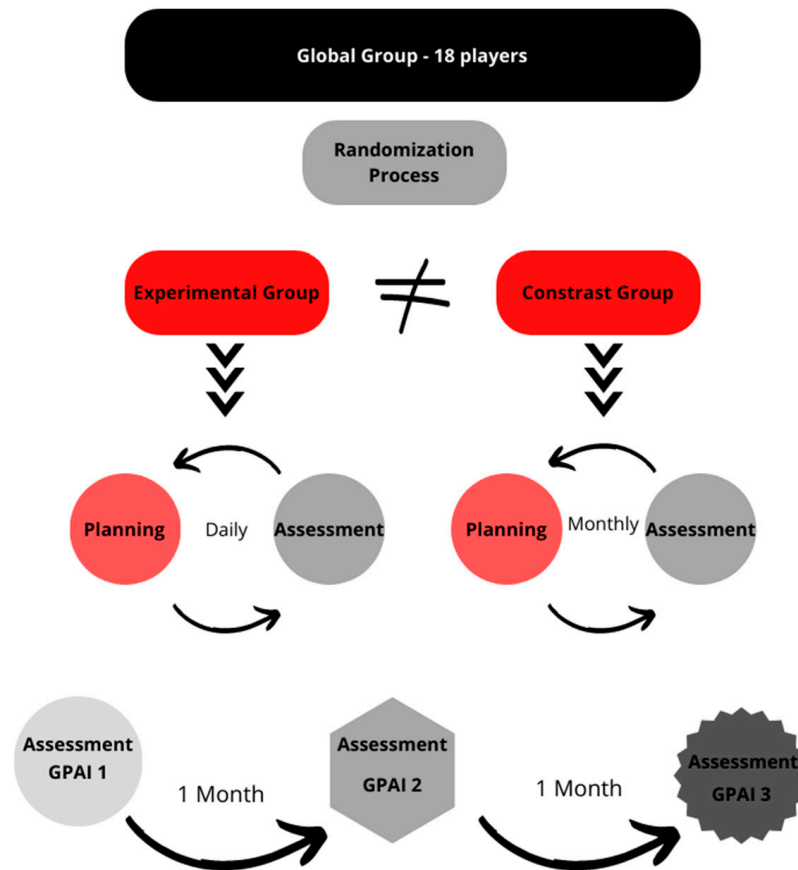 Global Group - 18 players
Randomization
Process
Experimental Group
Constrast Group
Planning
Daily
Assessment
Planning
Monthly
Assessment
Assessment
GPAI 1
1 Month
Assessment
GPAI 2
1 Month
Assessment
GPAI 3